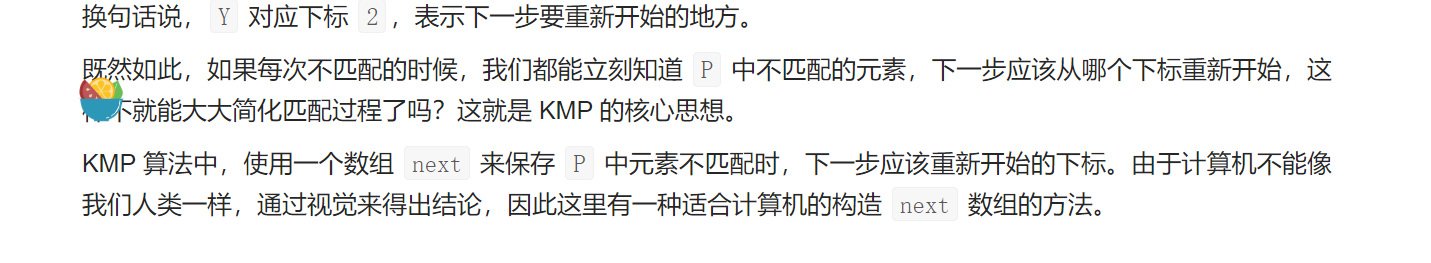 换句话说， Y 对应下标 2 ，表示下一步要重新开始的地方。
既然如此，如果每次不匹配的时候，我们都能立刻知道 P 中不匹配的元素，下一步应该从哪个下标重新开始，这
不就能大大简化匹配过程了吗？这就是 KMP 的核心思想。
KMP 算法中，使用一个数组 next 来保存 P 中元素不匹配时，下一步应该重新开始的下标。由于计算机不能像
我们人类一样，通过视觉来得出结论，因此这里有一种适合计算机的构造 next 数组的方法。